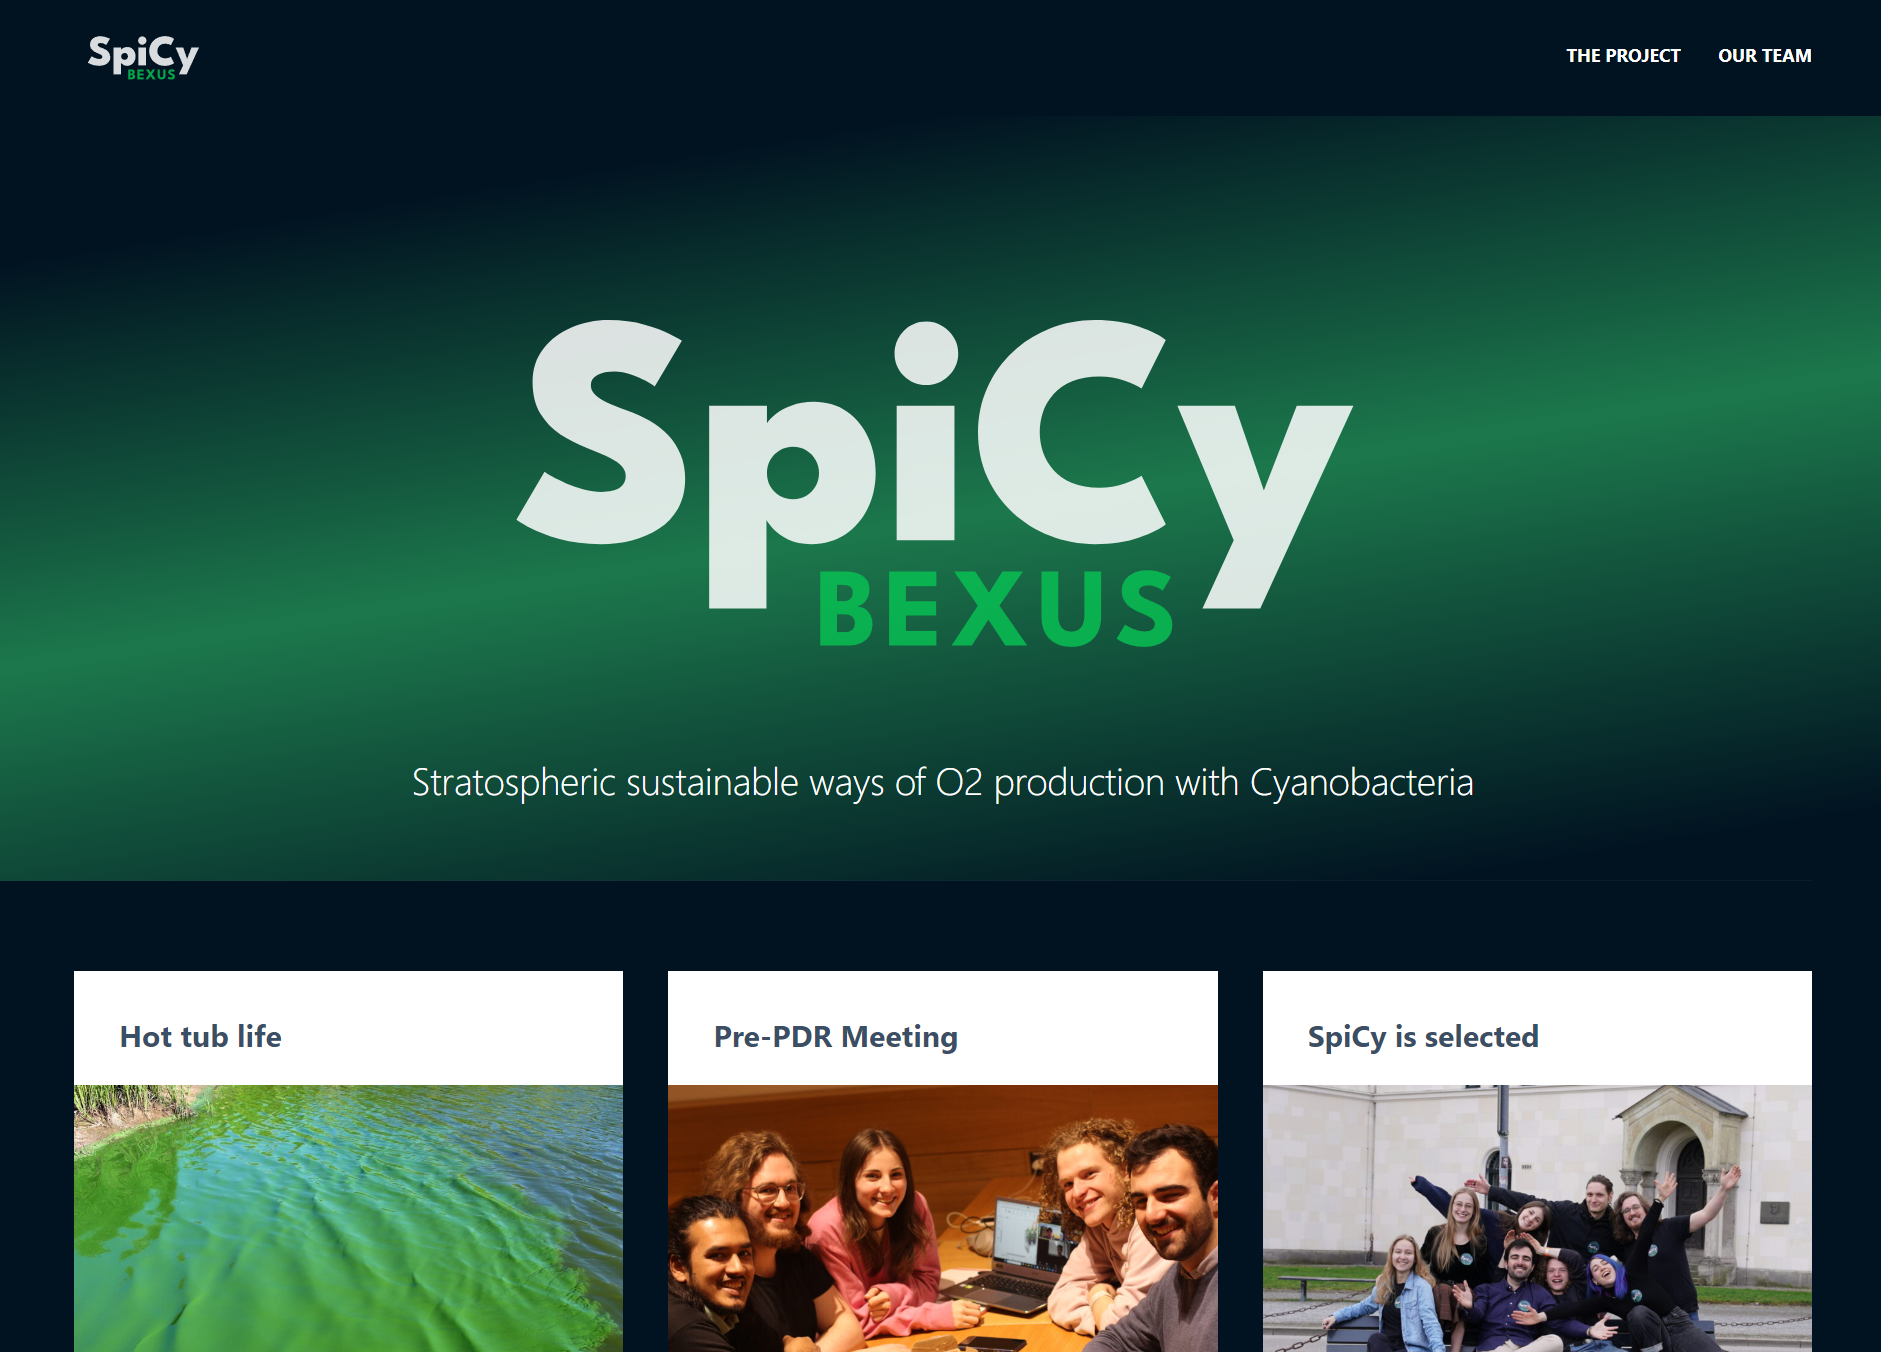 SpiCy
BEXUS
THE PROJECT
OUR TEAM
SpiCy
BEXUS
Stratospheric sustainable ways of O2 production with Cyanobacteria
Hot tub life
Pre-PDR Meeting
SpiCy is selected